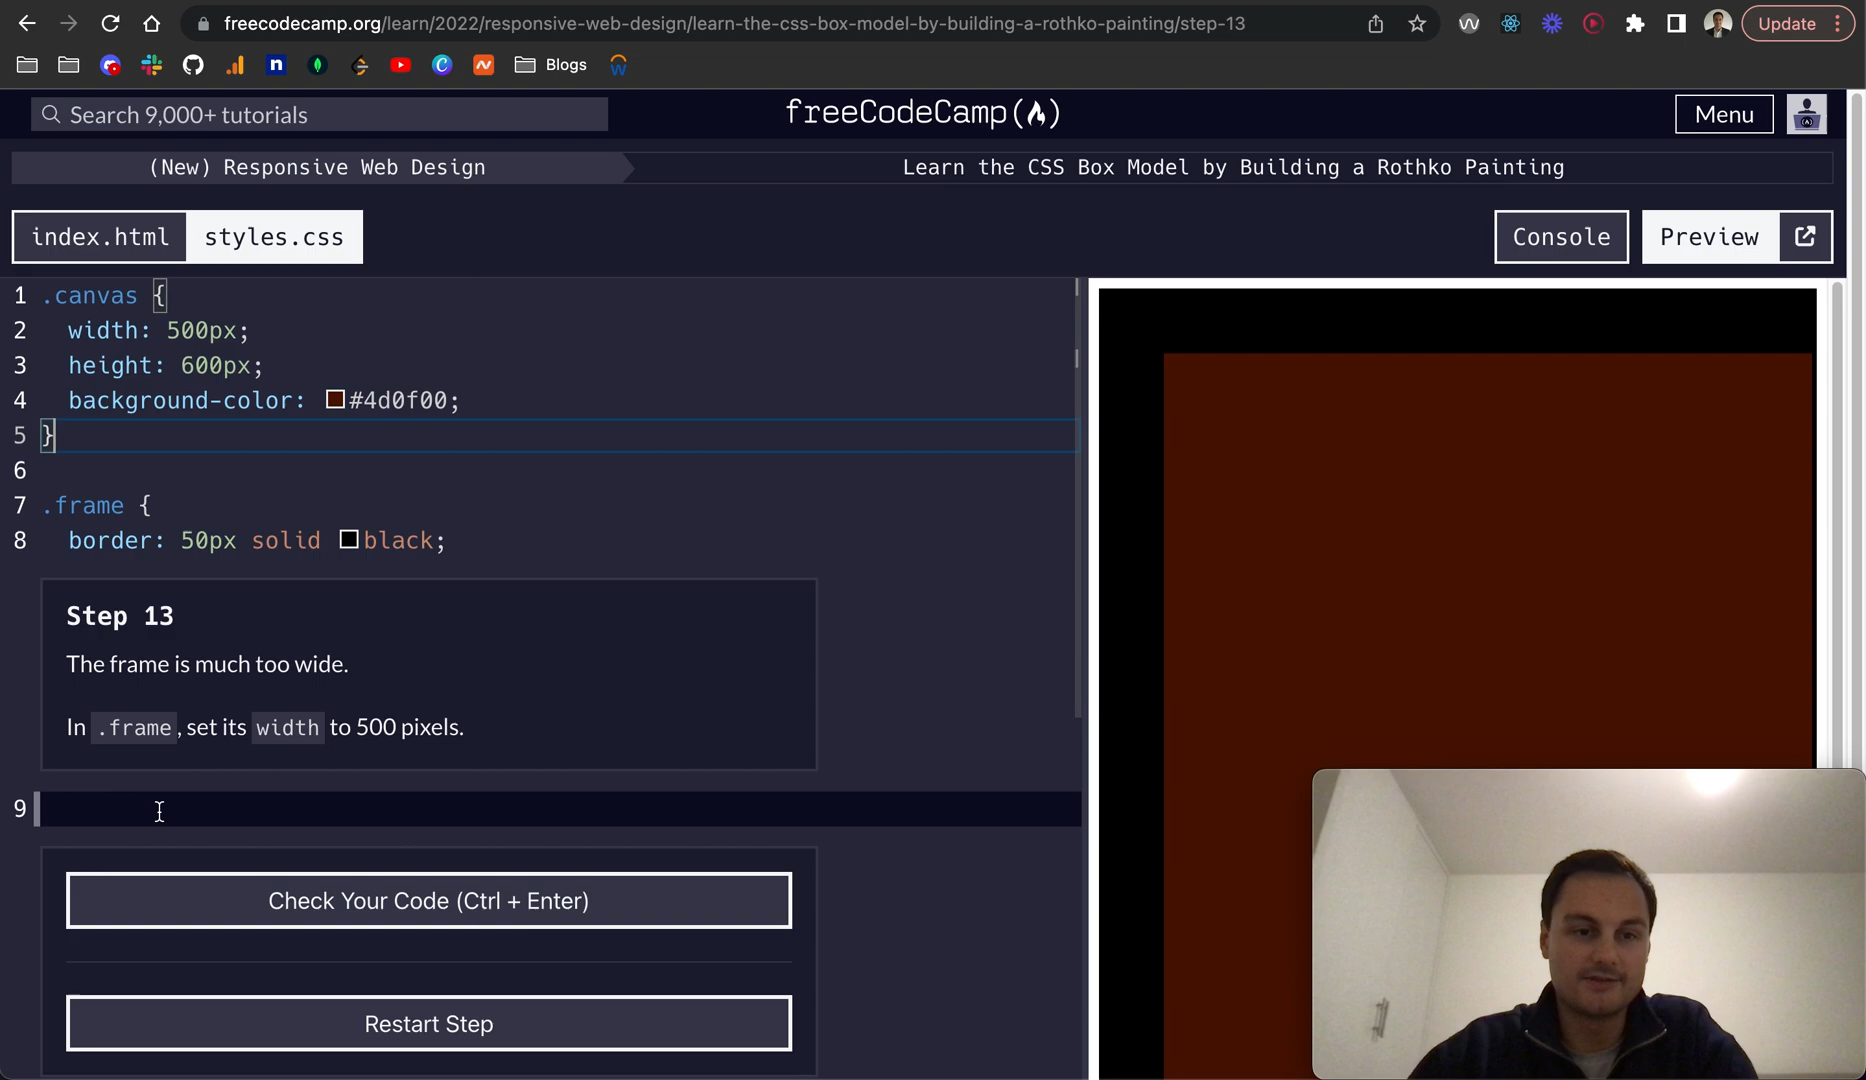 freecodecamp.org/learn/2022/responsive-web-design/learn-the-css-box-model-by-building-a-rothko-painting/step-13
Update
Blogs
Search 9,000+ tutorials
freeCodeCamp
Menu
(New) Responsive Web Design
Learn the CSS Box Model by Building a Rothko Painting
index.html
styles.css
Console
Preview
1 .canvas {
2 width: 500px;
3 height: 600px;
4 background-color: #4d0f00;
5 }
6
7 .frame {
8 border: 50px solid black;
Step 13
The frame is much too wide.
In .frame, set its width to 500 pixels.
9
Check Your Code (Ctrl + Enter)
Restart Step